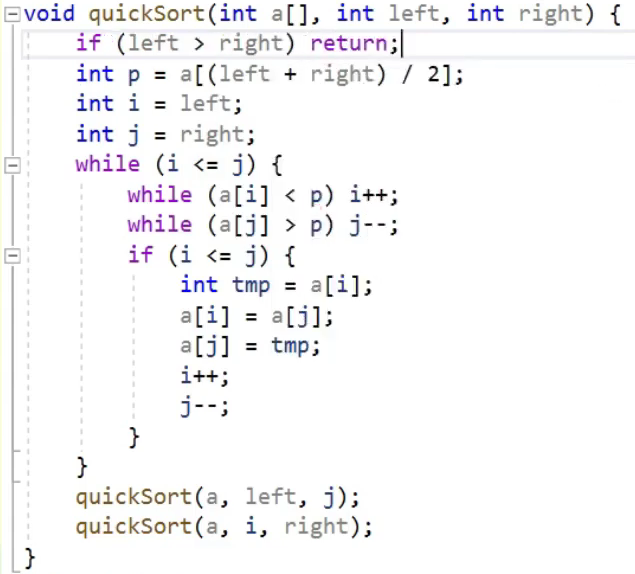 void quickSort(int a[], int left, int right) {
    if (left > right) return;
    int p = a[(left + right) / 2];
    int i = left;
    int j = right;
    while (i <= j) {
        while (a[i] < p) i++;
        while (a[j] > p) j--;
        if (i <= j) {
            int tmp = a[i];
            a[i] = a[j];
            a[j] = tmp;
            i++;
            j--;
        }
    }
    quickSort(a, left, j);
    quickSort(a, i, right);
}